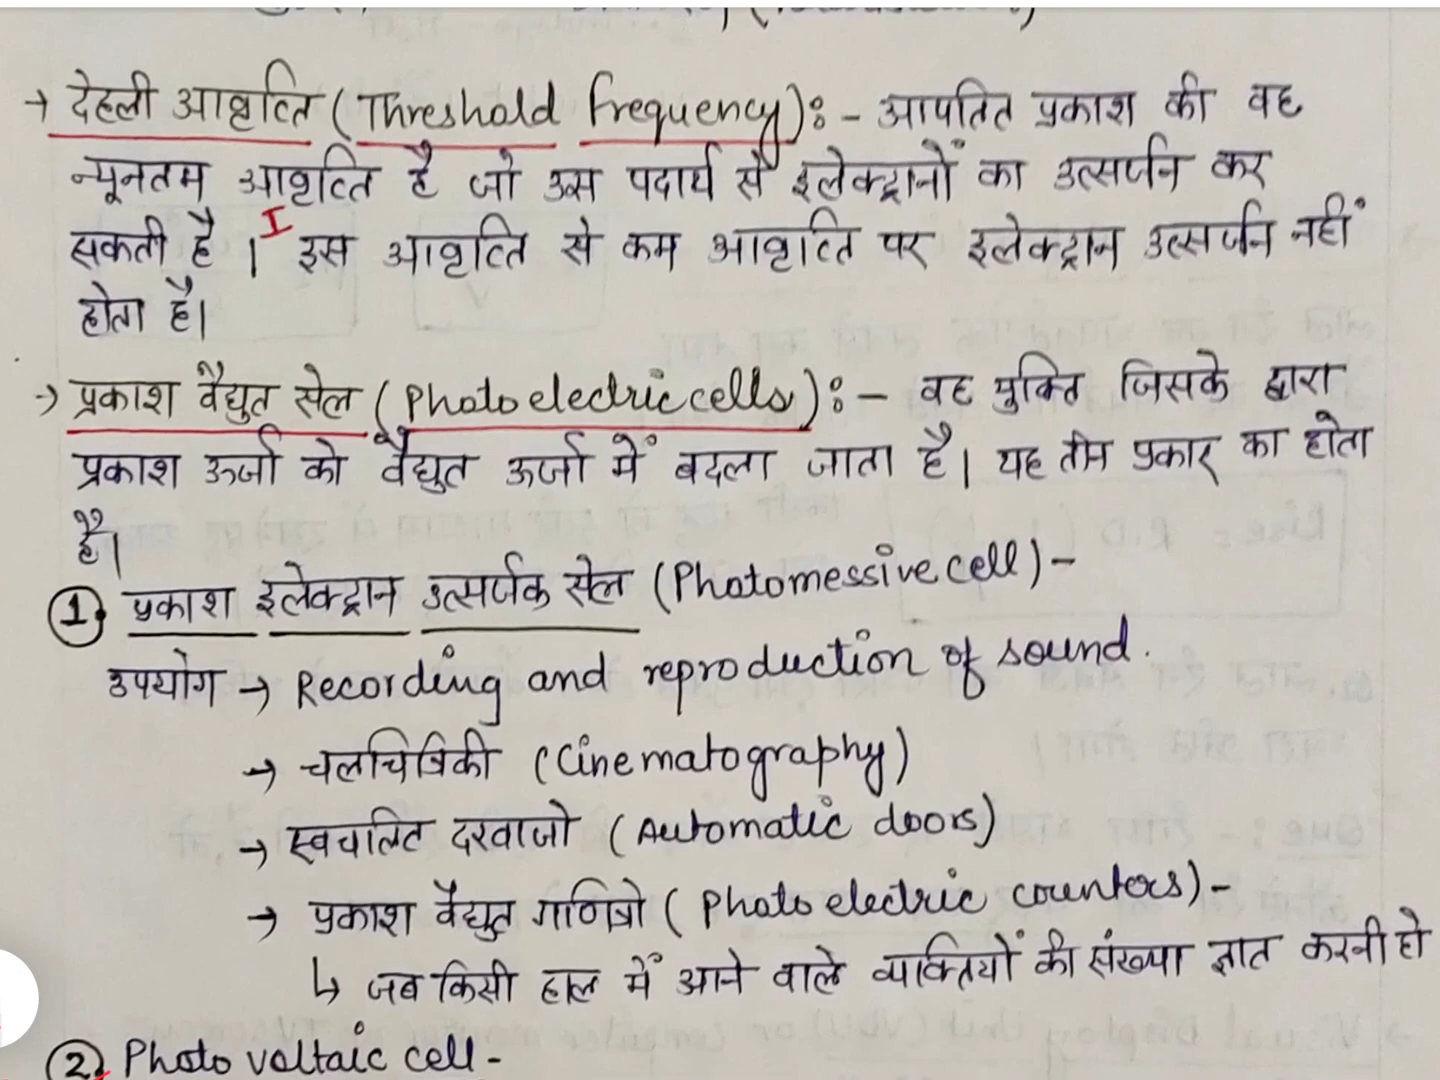 → देहली आवृत्ति (Threshold frequency):- आपतित प्रकाश की वह
न्यूनतम आवृत्ति है जो उस पदार्थ से इलेक्ट्रानों का उत्सर्जन कर
सकती है । इस आवृत्ति से कम आवृत्ति पर इलेक्ट्रान उत्सर्जन नहीं
होता है।
→ प्रकाश वैद्युत सेल (Photo electric cells):- वह युक्ति जिसके द्वारा
प्रकाश ऊर्जा को वैद्युत ऊर्जा में बदला जाता है। यह तीन प्रकार का होता
है।
① प्रकाश इलेक्ट्रान उत्सर्जक सेल (Photomessive cell) -
उपयोग → Recording and reproduction of sound.
→ चलचित्रिकी (Cinematography)
→ स्वचालित दरवाजो (Automatic doors)
→ प्रकाश वैद्युत गणित्रो (Photo electric counters) -
↳ जब किसी हाल में आने वाले व्यक्तियों की संख्या ज्ञात करनी हो
② Photo voltaic cell -